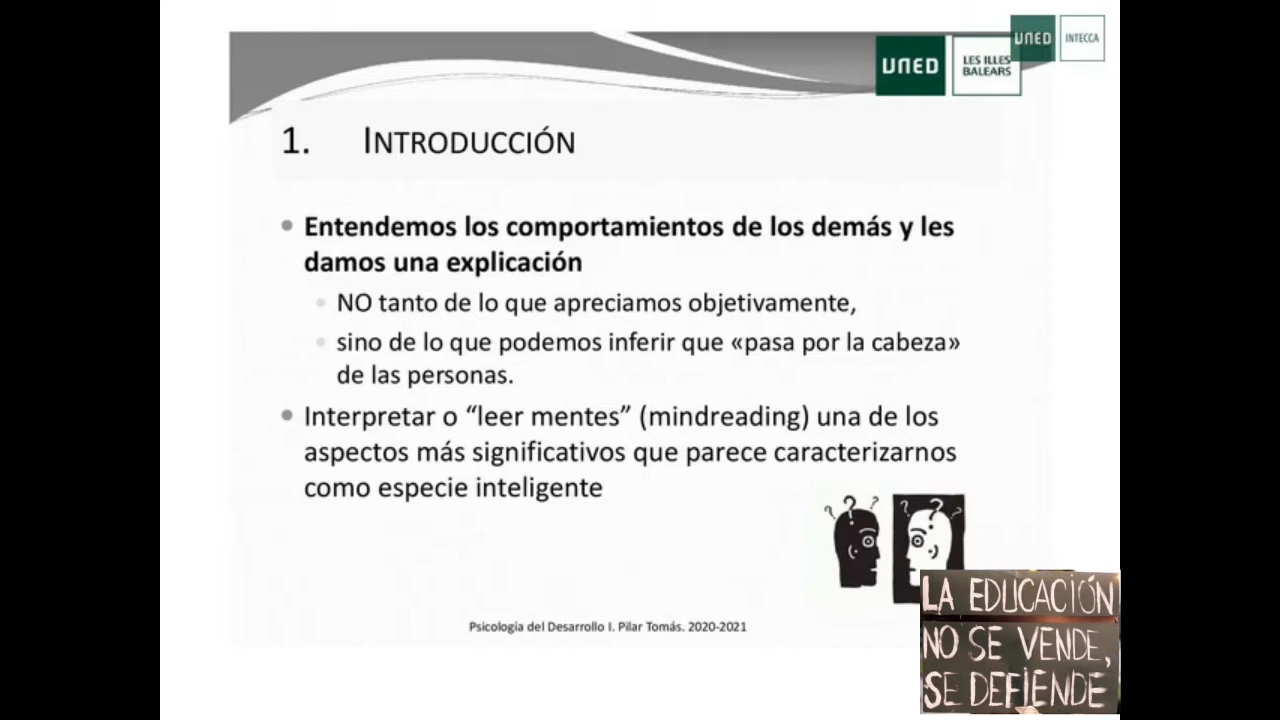 UNED
INTECCA
UNED
LES ILLES
BALEARS
1. INTRODUCCIÓN
• Entendemos los comportamientos de los demás y les
damos una explicación
• NO tanto de lo que apreciamos objetivamente,
• sino de lo que podemos inferir que «pasa por la cabeza»
de las personas.
• Interpretar o “leer mentes” (mindreading) una de los
aspectos más significativos que parece caracterizarnos
como especie inteligente
? ? ?
? ? ?
Psicología del Desarrollo I. Pilar Tomás. 2020-2021
LA EDUCACIÓN
NO SE VENDE,
SE DEFIENDE